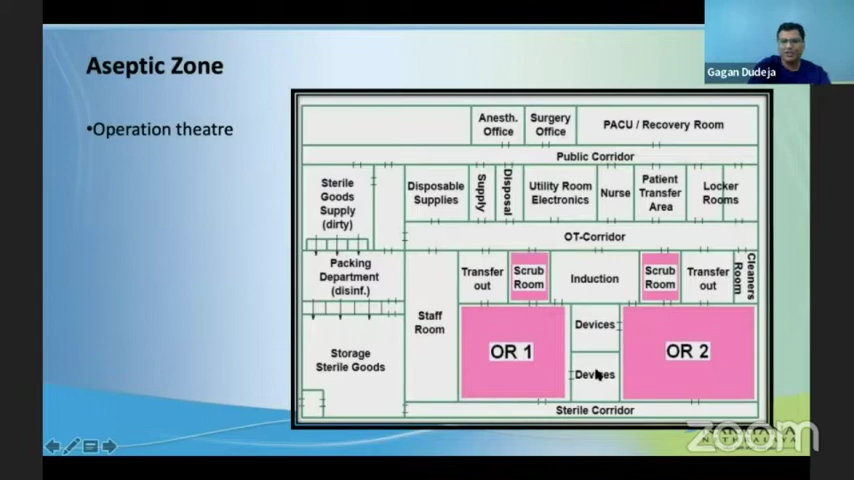 Gagan Dudeja
Aseptic Zone
•Operation theatre
Anesth.
Office
Surgery
Office
PACU / Recovery Room
Public Corridor
Sterile
Goods
Supply
(dirty)
Disposable
Supplies
Supply
Disposal
Utility Room
Electronics
Nurse
Patient
Transfer
Area
Locker
Rooms
OT-Corridor
Packing
Department
(disinf.)
Transfer
out
Scrub
Room
Induction
Scrub
Room
Transfer
out
Cleaners
Room
Staff
Room
OR 1
Devices
Devices
OR 2
Storage
Sterile Goods
Sterile Corridor
zoom